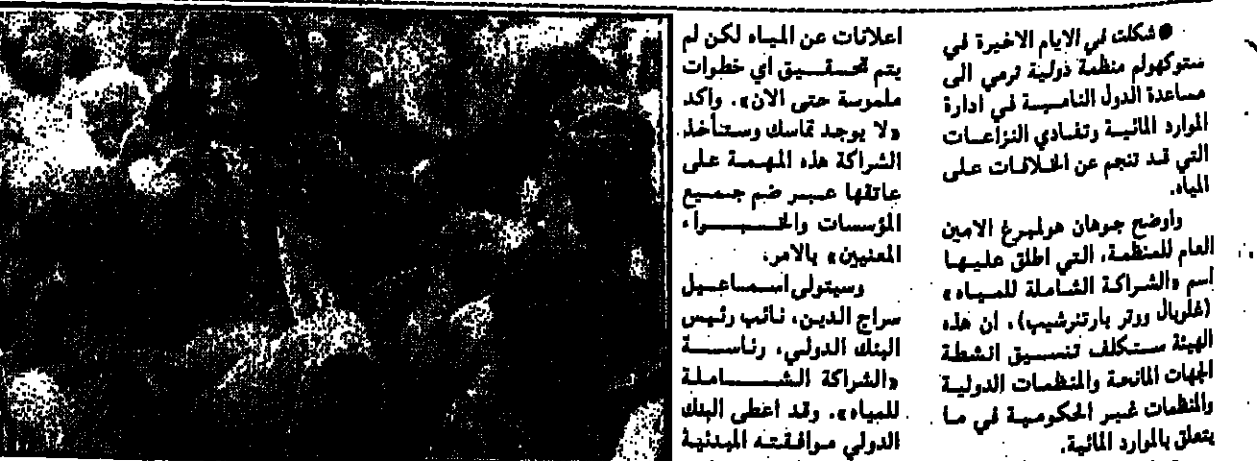 ● شكلت في الايام الاخيرة في
ستوكهولم منظمة دولية ترمي الى
مساعدة الدول النامية في ادارة
الموارد المائية وتفادي النزاعات
التي قد تنجم عن الخلافات على
المياه.
واوضح جوهان هولمبرغ الامين
العام للمنظمة، التي اطلق عليها
اسم «الشراكة الشاملة للمياه»
(غلوبال ووتر بارتنرشيب)، ان هذه
الهيئة ستكلف تنسيق انشطة
الجهات المانحة والمنظمات الدولية
والمنظمات غير الحكومية في ما
يتعلق بالموارد المائية.
اعلانات عن المياه لكن لم
يتم تحقيق اي خطوات
ملموسة حتى الان». واكد
«لا يوجد تماسك وستأخذ
الشراكة هذه المهمة على
عاتقها عبر ضم جميع
المؤسسات والخبراء
المعنيين» بالامر.
وسيتولى اسماعيل
سراج الدين، نائب رئيس
البنك الدولي، رئاسة
«الشراكة الشاملة
للمياه». وقد اعطى البنك
الدولي موافقته المبدئية